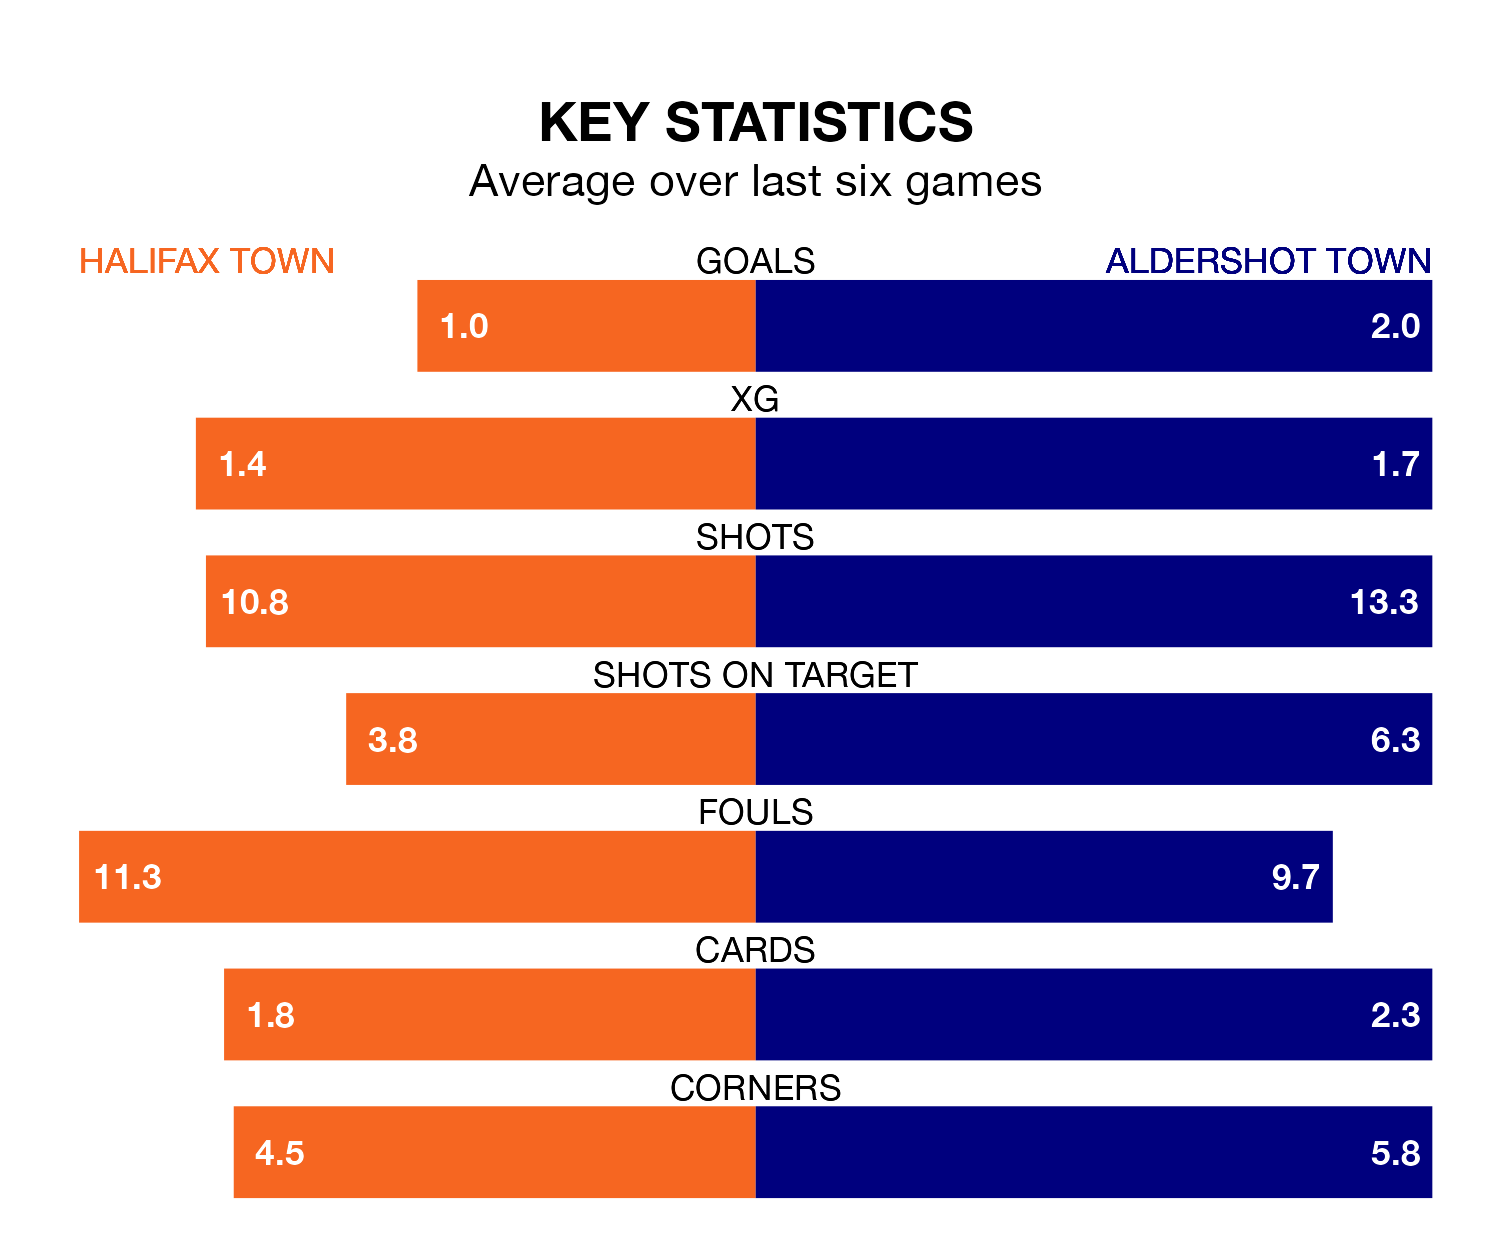 KEY STATISTICS
Average over last six games
HALIFAX TOWN GOALS ALDERSHOT TOWN
1.0 2.0
XG
1.4 1.7
SHOTS
10.8 13.3
SHOTS ON TARGET
3.8 6.3
FOULS
11.3 9.7
CARDS
1.8 2.3
CORNERS
4.5 5.8